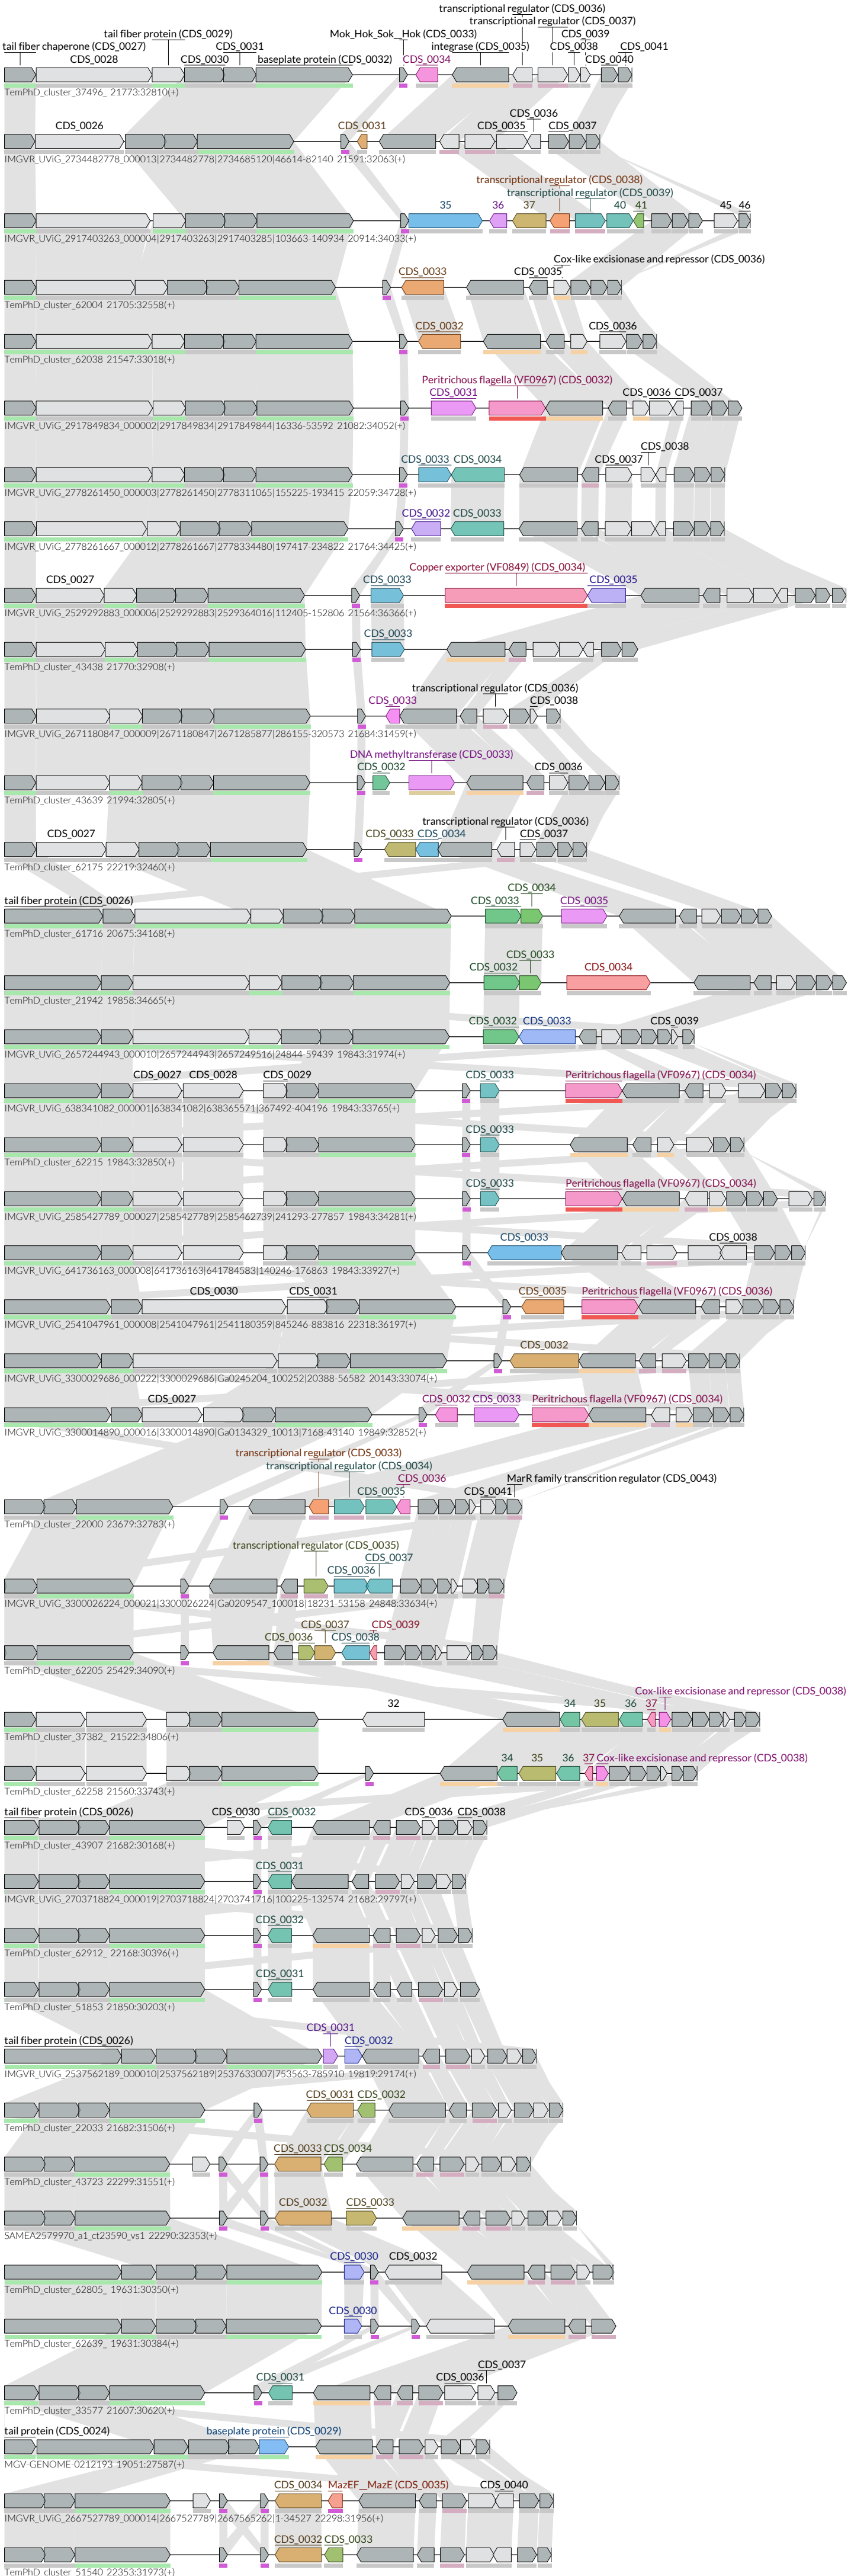 transcriptional regulator (CDS_0036)
transcriptional regulator (CDS_0037)
tail fiber protein (CDS_0029) Mok_Hok_Sok__Hok (CDS_0033) CDS_0039
tail fiber chaperone (CDS_0027) CDS_0031 integrase (CDS_0035) CDS_0038 CDS_0041
CDS_0028 CDS_0030 baseplate protein (CDS_0032) CDS_0034 CDS_0040
TemPhD_cluster_37496_ 21773:32810(+)
CDS_0036
CDS_0026 CDS_0031 CDS_0035 CDS_0037
IMGVR_UViG_2734482778_000013|2734482778|2734685120|46614-82140 21591:32063(+)
transcriptional regulator (CDS_0038)
transcriptional regulator (CDS_0039)
35 36 37 40 41 45 46
IMGVR_UViG_2917403263_000004|2917403263|2917403285|103663-140934 20914:34033(+)
Cox-like excisionase and repressor (CDS_0036)
CDS_0033 CDS_0035
TemPhD_cluster_62004 21705:32558(+)
CDS_0032 CDS_0036
TemPhD_cluster_62038 21547:33018(+)
Peritrichous flagella (VF0967) (CDS_0032)
CDS_0031 CDS_0036 CDS_0037
IMGVR_UViG_2917849834_000002|2917849834|2917849844|16336-53592 21082:34052(+)
CDS_0038
CDS_0033 CDS_0034 CDS_0037
IMGVR_UViG_2778261450_000003|2778261450|2778311065|155225-193415 22059:34728(+)
CDS_0032 CDS_0033
IMGVR_UViG_2778261667_000012|2778261667|2778334480|197417-234822 21764:34425(+)
Copper exporter (VF0849) (CDS_0034)
CDS_0027 CDS_0033 CDS_0035
IMGVR_UViG_2529292883_000006|2529292883|2529364016|112405-152806 21564:36366(+)
CDS_0033
TemPhD_cluster_43438 21770:32908(+)
transcriptional regulator (CDS_0036)
CDS_0033 CDS_0038
IMGVR_UViG_2671180847_000009|2671180847|2671285877|286155-320573 21684:31459(+)
DNA methyltransferase (CDS_0033)
CDS_0032 CDS_0036
TemPhD_cluster_43639 21994:32805(+)
transcriptional regulator (CDS_0036)
CDS_0027 CDS_0033 CDS_0034 CDS_0037
TemPhD_cluster_62175 22219:32460(+)
CDS_0034
tail fiber protein (CDS_0026) CDS_0033 CDS_0035
TemPhD_cluster_61716 20675:34168(+)
CDS_0033
CDS_0032 CDS_0034
TemPhD_cluster_21942 19858:34665(+)
CDS_0032 CDS_0033 CDS_0039
IMGVR_UViG_2657244943_000010|2657244943|2657249516|24844-59439 19843:31974(+)
CDS_0027 CDS_0028 CDS_0029 CDS_0033 Peritrichous flagella (VF0967) (CDS_0034)
IMGVR_UViG_638341082_000001|638341082|638365571|367492-404196 19843:33765(+)
CDS_0033
TemPhD_cluster_62215 19843:32850(+)
CDS_0033 Peritrichous flagella (VF0967) (CDS_0034)
IMGVR_UViG_2585427789_000027|2585427789|2585462739|241293-277857 19843:34281(+)
CDS_0033 CDS_0038
IMGVR_UViG_641736163_000008|641736163|641784583|140246-176863 19843:33927(+)
CDS_0030 CDS_0031 CDS_0035 Peritrichous flagella (VF0967) (CDS_0036)
IMGVR_UViG_2541047961_000008|2541047961|2541180359|845246-883816 22318:36197(+)
CDS_0032
IMGVR_UViG_3300029686_000222|3300029686|Ga0245204_100252|20388-56582 20143:33074(+)
CDS_0027 CDS_0032 CDS_0033 Peritrichous flagella (VF0967) (CDS_0034)
IMGVR_UViG_3300014890_000016|3300014890|Ga0134329_10013|7168-43140 19849:32852(+)
transcriptional regulator (CDS_0033)
transcriptional regulator (CDS_0034)
CDS_0036 MarR family transcrition regulator (CDS_0043)
CDS_0035 CDS_0041
TemPhD_cluster_22000 23679:32783(+)
transcriptional regulator (CDS_0035)
CDS_0037
CDS_0036
IMGVR_UViG_3300026224_000021|3300026224|Ga0209547_100018|18231-53158 24848:33634(+)
CDS_0037 CDS_0039
CDS_0036 CDS_0038
TemPhD_cluster_62205 25429:34090(+)
Cox-like excisionase and repressor (CDS_0038)
32 34 35 36 37
TemPhD_cluster_37382_ 21522:34806(+)
34 35 36 37 Cox-like excisionase and repressor (CDS_0038)
TemPhD_cluster_62258 21560:33743(+)
tail fiber protein (CDS_0026) CDS_0030 CDS_0032 CDS_0036 CDS_0038
TemPhD_cluster_43907 21682:30168(+)
CDS_0031
IMGVR_UViG_2703718824_000019|2703718824|2703741716|100225-132574 21682:29797(+)
CDS_0032
TemPhD_cluster_62912_ 22168:30396(+)
CDS_0031
TemPhD_cluster_51853 21850:30203(+)
CDS_0031
tail fiber protein (CDS_0026) CDS_0032
IMGVR_UViG_2537562189_000010|2537562189|2537633007|753563-785910 19819:29174(+)
CDS_0031 CDS_0032
TemPhD_cluster_22033 21682:31506(+)
CDS_0033 CDS_0034
TemPhD_cluster_43723 22299:31551(+)
CDS_0032 CDS_0033
SAMEA2579970_a1_ct23590_vs1 22290:32353(+)
CDS_0030 CDS_0032
TemPhD_cluster_62805_ 19631:30350(+)
CDS_0030
TemPhD_cluster_62639_ 19631:30384(+)
CDS_0037
CDS_0031 CDS_0036
TemPhD_cluster_33577 21607:30620(+)
tail protein (CDS_0024) baseplate protein (CDS_0029)
MGV-GENOME-0212193 19051:27587(+)
CDS_0034 MazEF__MazE (CDS_0035) CDS_0040
IMGVR_UViG_2667527789_000014|2667527789|2667565262|1-34527 22298:31956(+)
CDS_0032 CDS_0033
TemPhD_cluster_51540 22353:31973(+)